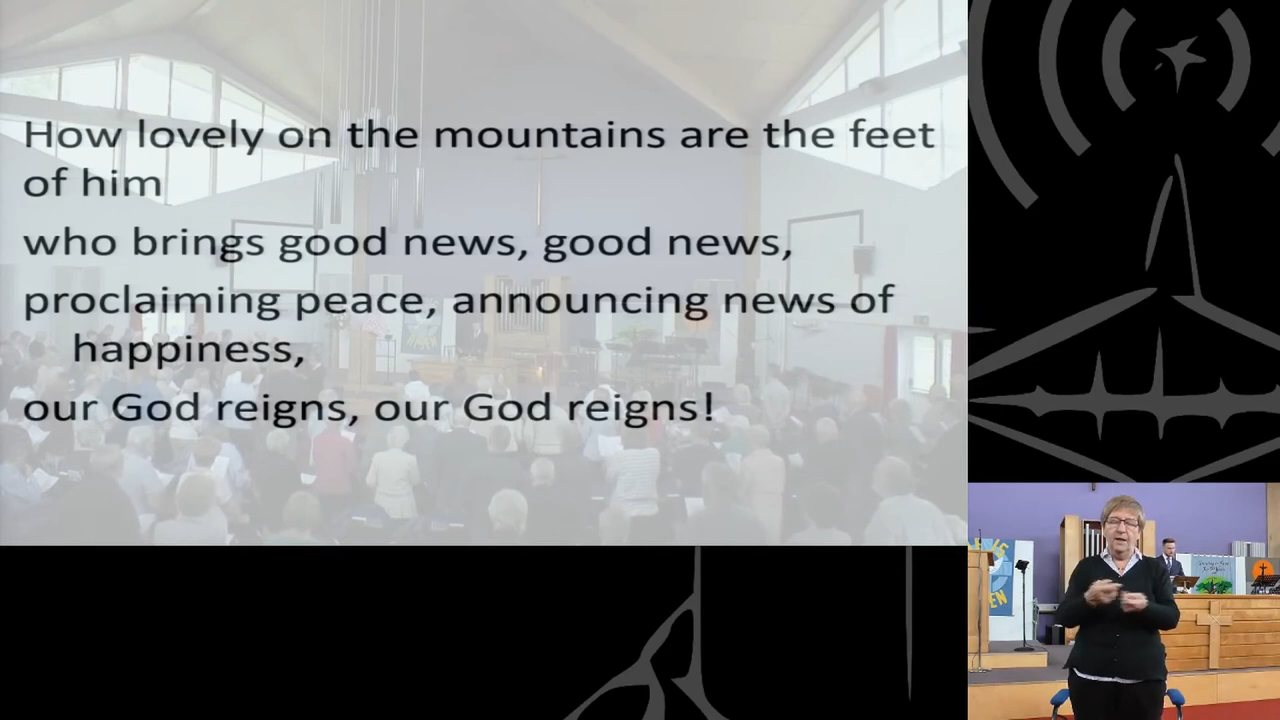 How lovely on the mountains are the feet
of him
who brings good news, good news,
proclaiming peace, announcing news of
happiness,
our God reigns, our God reigns!